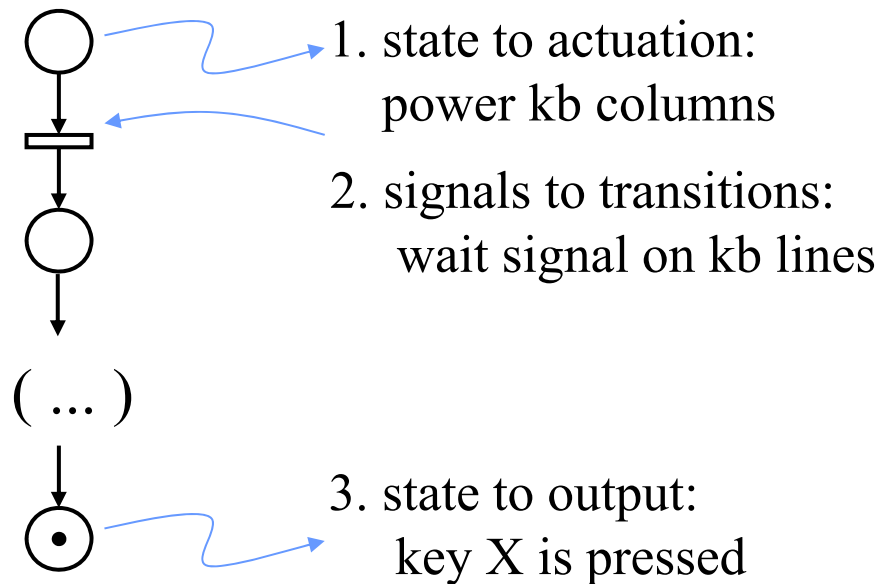 1. state to actuation:
power kb columns
2. signals to transitions:
wait signal on kb lines
( ... )
3. state to output:
key X is pressed